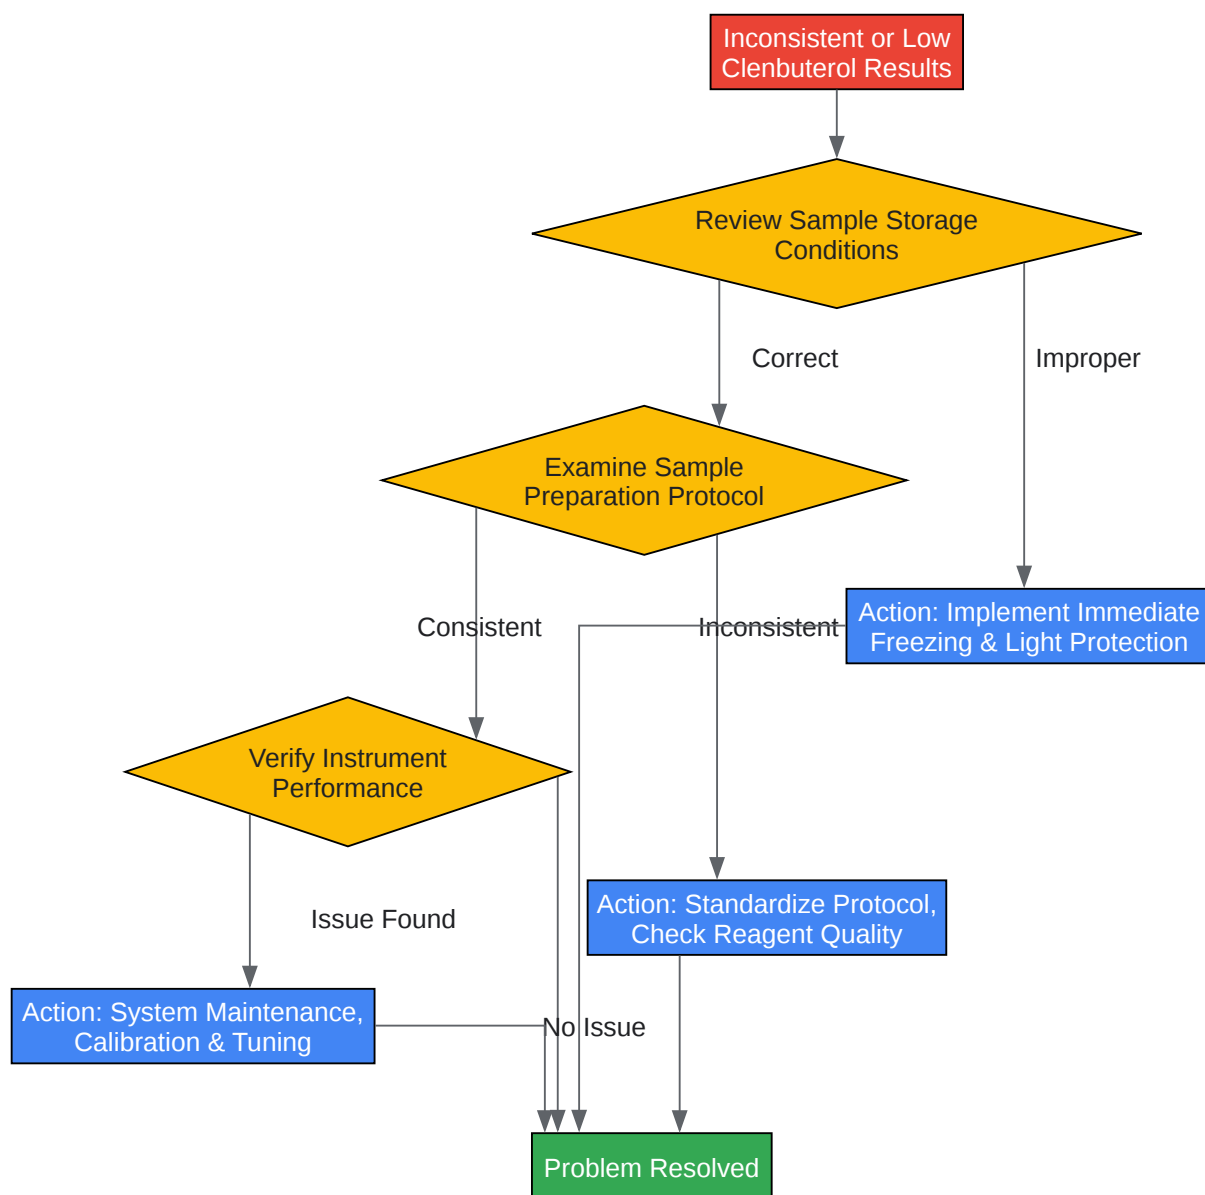 Inconsistent or Low
Clenbuterol Results
Review Sample Storage
Conditions
Correct
Improper
Examine Sample
Preparation Protocol
Consistent
Inconsistent
Action: Implement Immediate
Freezing & Light Protection
Verify Instrument
Performance
Issue Found
Action: Standardize Protocol,
Check Reagent Quality
Action: System Maintenance,
Calibration & Tuning
No Issue
Problem Resolved